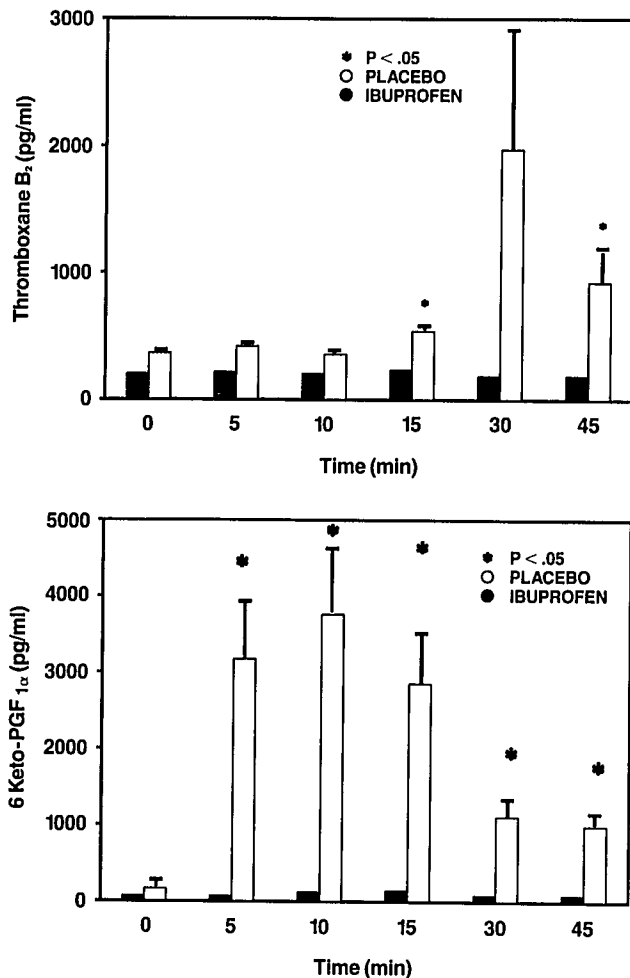 3000
2000
1000
0
Thromboxane B₂ (pg/ml)
* P < .05
○ PLACEBO
● IBUPROFEN
*
*
0 5 10 15 30 45
Time (min)
5000
4000
3000
2000
1000
0
6 Keto-PGF₁α (pg/ml)
* P < .05
○ PLACEBO
● IBUPROFEN
* * * * *
0 5 10 15 30 45
Time (min)